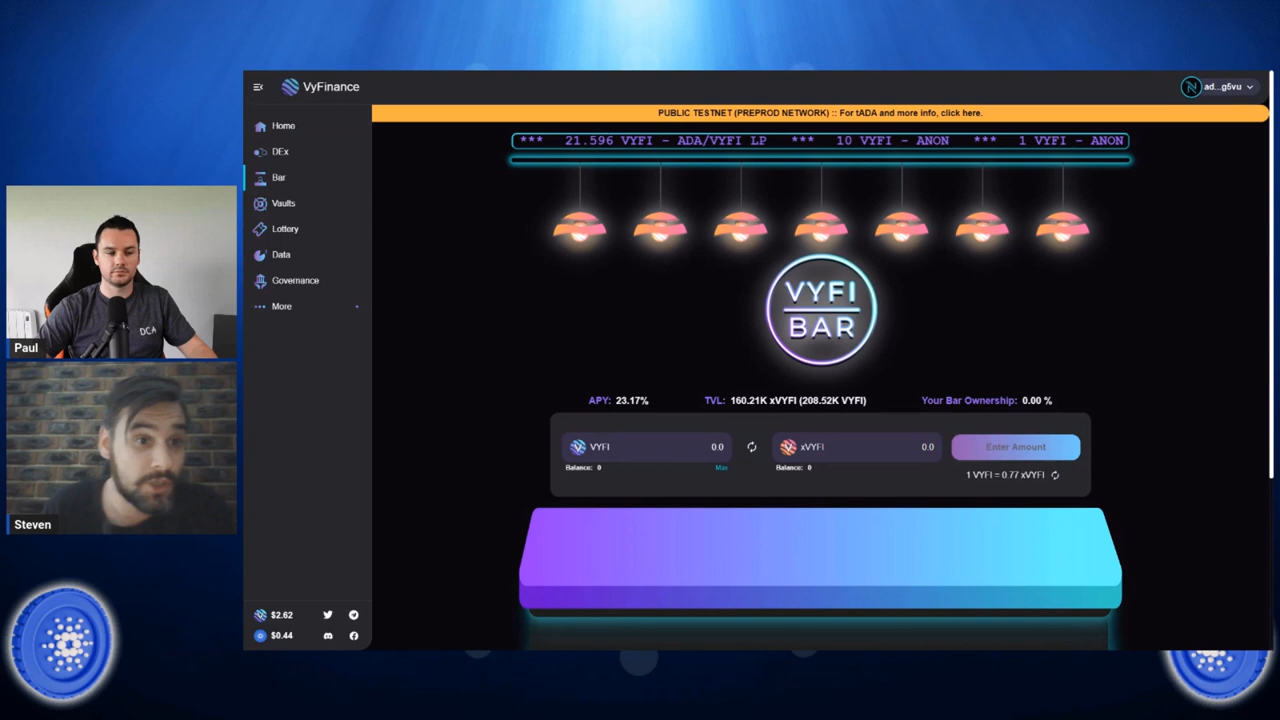 VyFinance
ad...g5vu
PUBLIC TESTNET (PREPROD NETWORK) :: For tADA and more info, click here.
Home
DEx
Bar
Vaults
Lottery
Data
Governance
More
*** 21.596 VYFI - ADA/VYFI LP *** 10 VYFI - ANON *** 1 VYFI - ANON
VYFI
BAR
APY: 23.17% TVL: 160.21K xVYFI (208.52K VYFI) Your Bar Ownership: 0.00 %
VYFI 0.0 xVYFI 0.0 Enter Amount
Balance: 0 Max Balance: 0
1 VYFI = 0.77 xVYFI
DCA
Paul
Steven
$2.62
$0.44